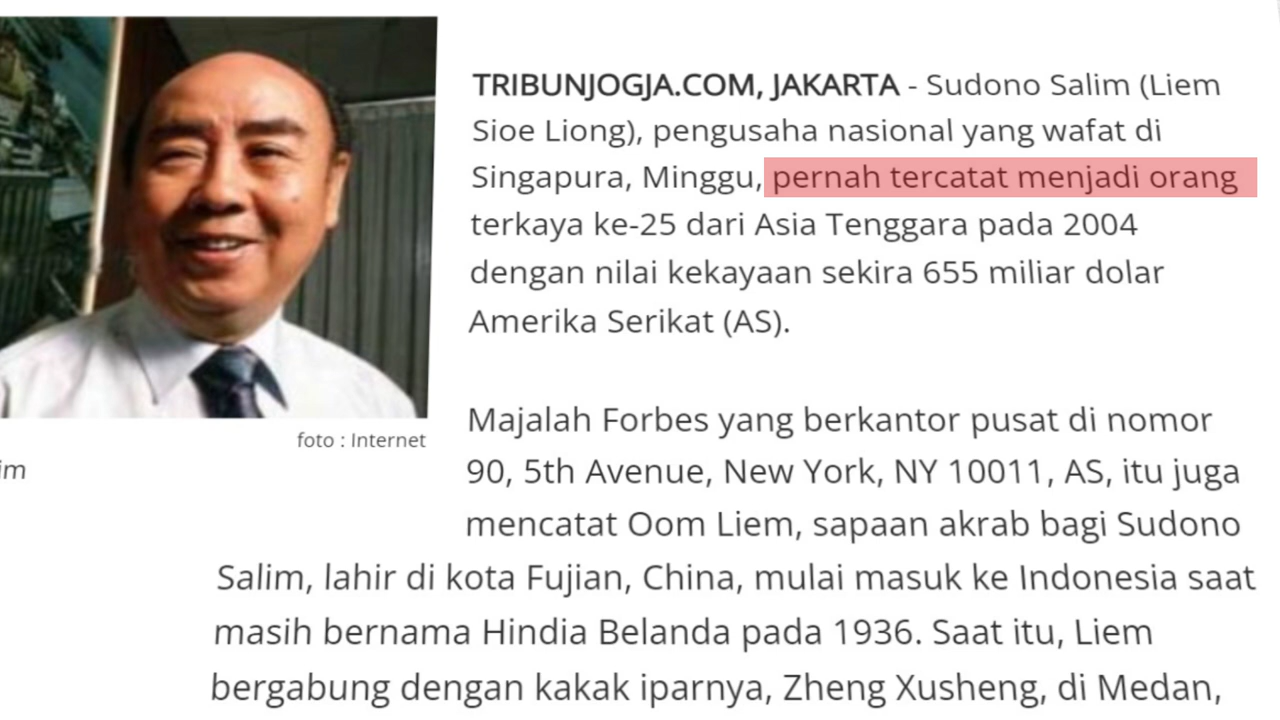 TRIBUNJOGJA.COM, JAKARTA - Sudono Salim (Liem
Sioe Liong), pengusaha nasional yang wafat di
Singapura, Minggu, pernah tercatat menjadi orang
terkaya ke-25 dari Asia Tenggara pada 2004
dengan nilai kekayaan sekira 655 miliar dolar
Amerika Serikat (AS).
foto : Internet
im
Majalah Forbes yang berkantor pusat di nomor
90, 5th Avenue, New York, NY 10011, AS, itu juga
mencatat Oom Liem, sapaan akrab bagi Sudono
Salim, lahir di kota Fujian, China, mulai masuk ke Indonesia saat
masih bernama Hindia Belanda pada 1936. Saat itu, Liem
bergabung dengan kakak iparnya, Zheng Xusheng, di Medan,